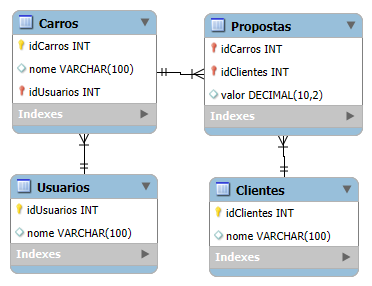 Carros
idCarros INT
nome VARCHAR(100)
idUsuarios INT
Indexes
Propostas
idCarros INT
idClientes INT
valor DECIMAL(10,2)
Indexes
Usuarios
idUsuarios INT
nome VARCHAR(100)
Indexes
Clientes
idClientes INT
nome VARCHAR(100)
Indexes